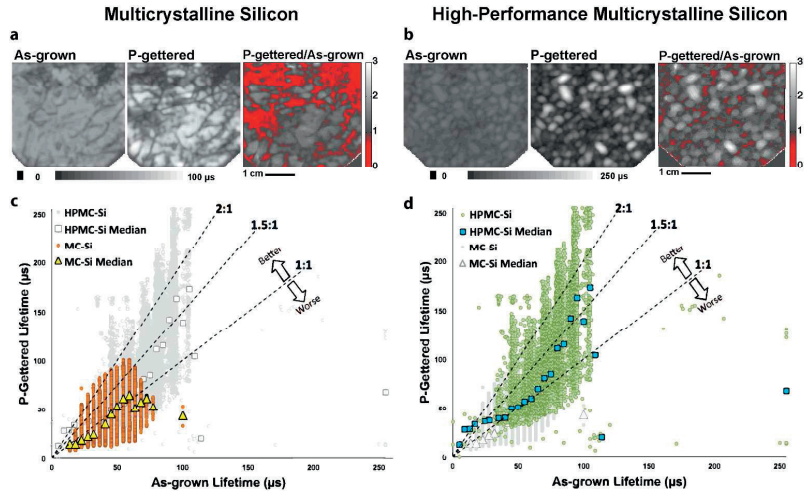 Multicrystalline Silicon
High-Performance Multicrystalline Silicon
a
As-grown
P-gettered
P-gettered/As-grown
3
2
1
0
0
100 µs
1 cm
b
As-grown
P-gettered
P-gettered/As-grown
3
2
1
0
0
250 µs
1 cm
c
P-Gettered Lifetime (µs)
250
200
150
100
50
0
HPMC-Si
HPMC-Si Median
MC-Si
MC-Si Median
2:1
1.5:1
1:1
Better
Worse
0
50
100
150
200
250
As-grown Lifetime (µs)
d
P-Gettered Lifetime (µs)
250
200
150
100
50
0
HPMC-Si
HPMC-Si Median
MC-Si
MC-Si Median
2:1
1.5:1
1:1
Better
Worse
0
50
100
150
200
250
As-grown Lifetime (µs)